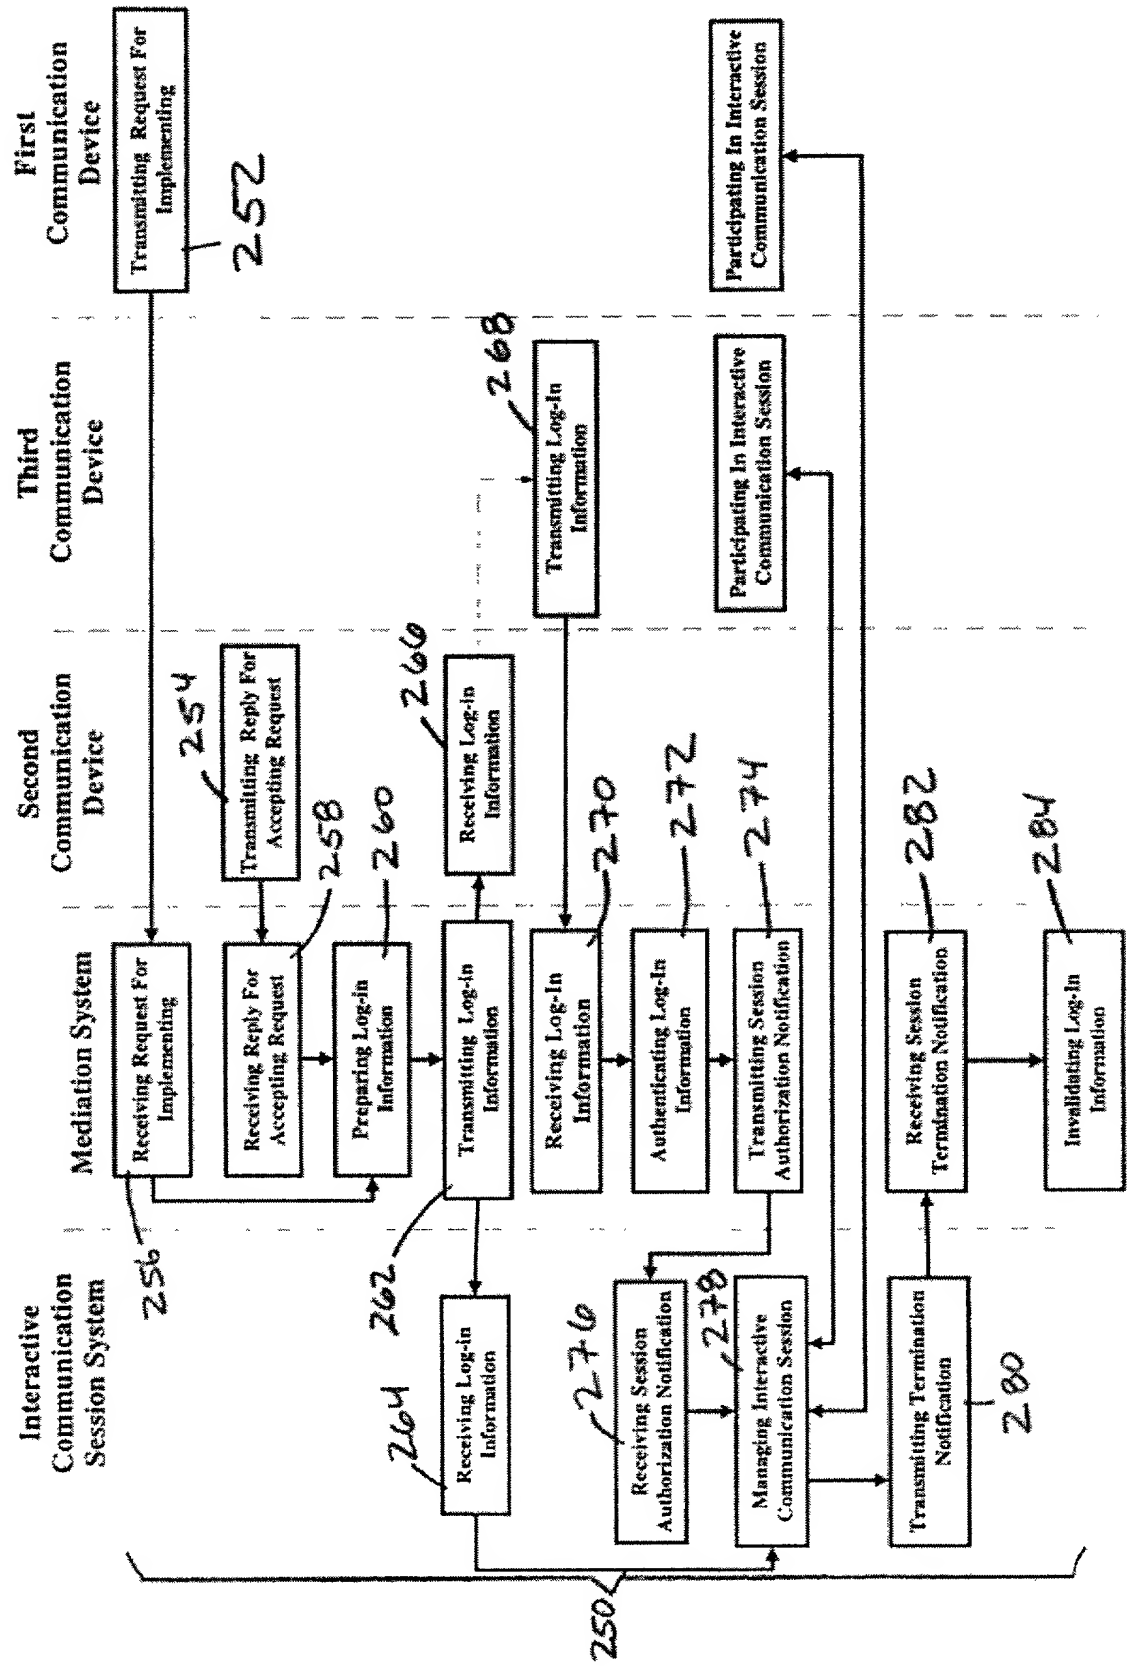 Interactive
Communication
Session System
Mediation System
Second
Communication
Device
Third
Communication
Device
First
Communication
Device
Transmitting Request For
Implementing
252
Receiving Request For
Implementing
256
Transmitting Reply For
Accepting Request
254
Receiving Reply For
Accepting Request
258
Preparing Log-in
Information
260
Transmitting Log-in
Information
262
Receiving Log-in
Information
264
Receiving Log-in
Information
266
Transmitting Log-In
Information
268
Receiving Log-In
Information
270
Authenticating Log-In
Information
272
Transmitting Session
Authorization Notification
274
Receiving Session
Authorization Notification
276
Managing Interactive
Communication Session
278
Participating In Interactive
Communication Session
Participating In Interactive
Communication Session
Transmitting Termination
Notification
280
Receiving Session
Termination Notification
282
Invalidating Log-In
Information
284
250